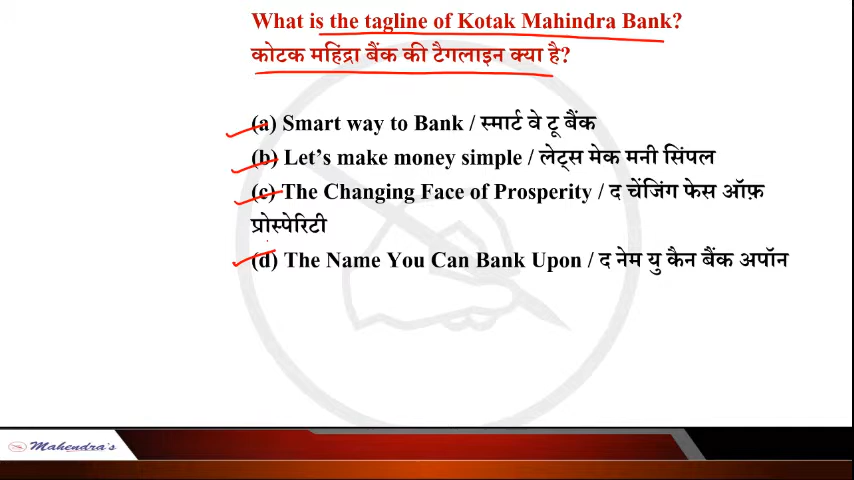 What is the tagline of Kotak Mahindra Bank?
कोटक महिंद्रा बैंक की टैगलाइन क्या है?
(a) Smart way to Bank / स्मार्ट वे टू बैंक
(b) Let's make money simple / लेट्स मेक मनी सिंपल
(c) The Changing Face of Prosperity / द चेंजिंग फेस ऑफ़
प्रोस्पेरिटी
(d) The Name You Can Bank Upon / द नेम यु कैन बैंक अपॉन
Mahendra's